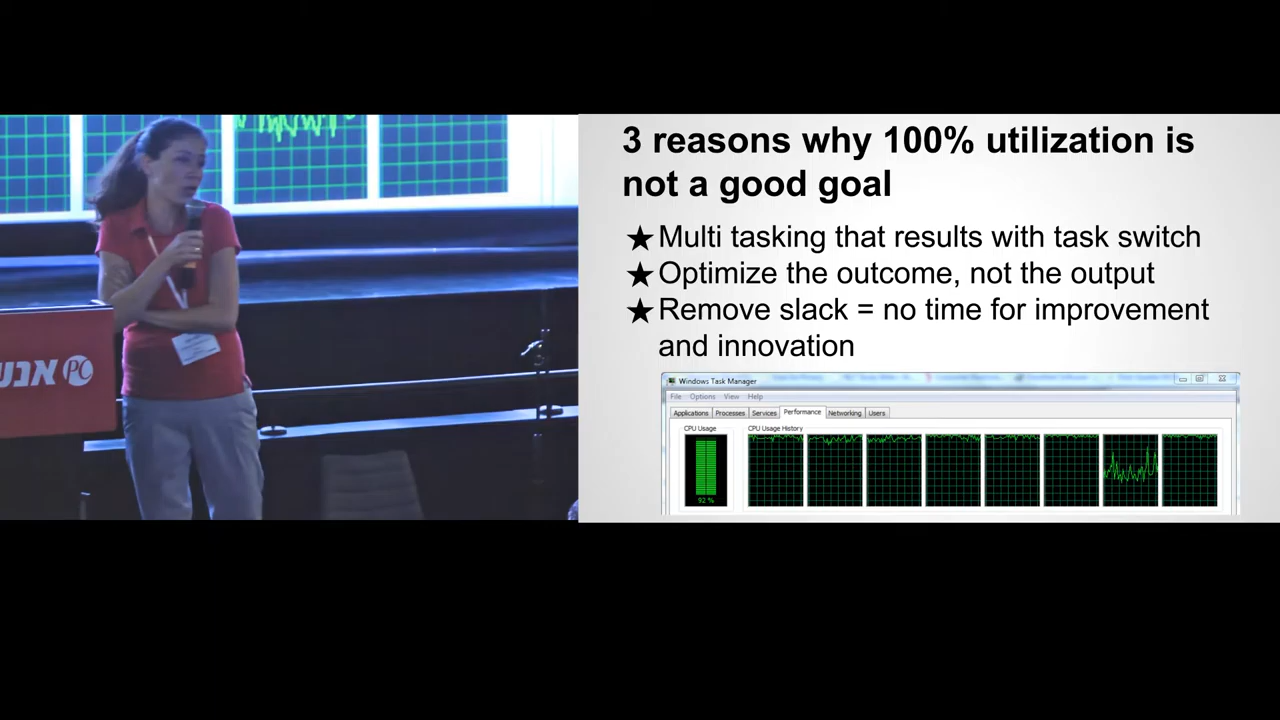 3 reasons why 100% utilization is
not a good goal
★Multi tasking that results with task switch
★Optimize the outcome, not the output
★Remove slack = no time for improvement
and innovation
Windows Task Manager
File Options View Help
Applications Processes Services Performance Networking Users
CPU Usage CPU Usage History
92 %
אנש
PC